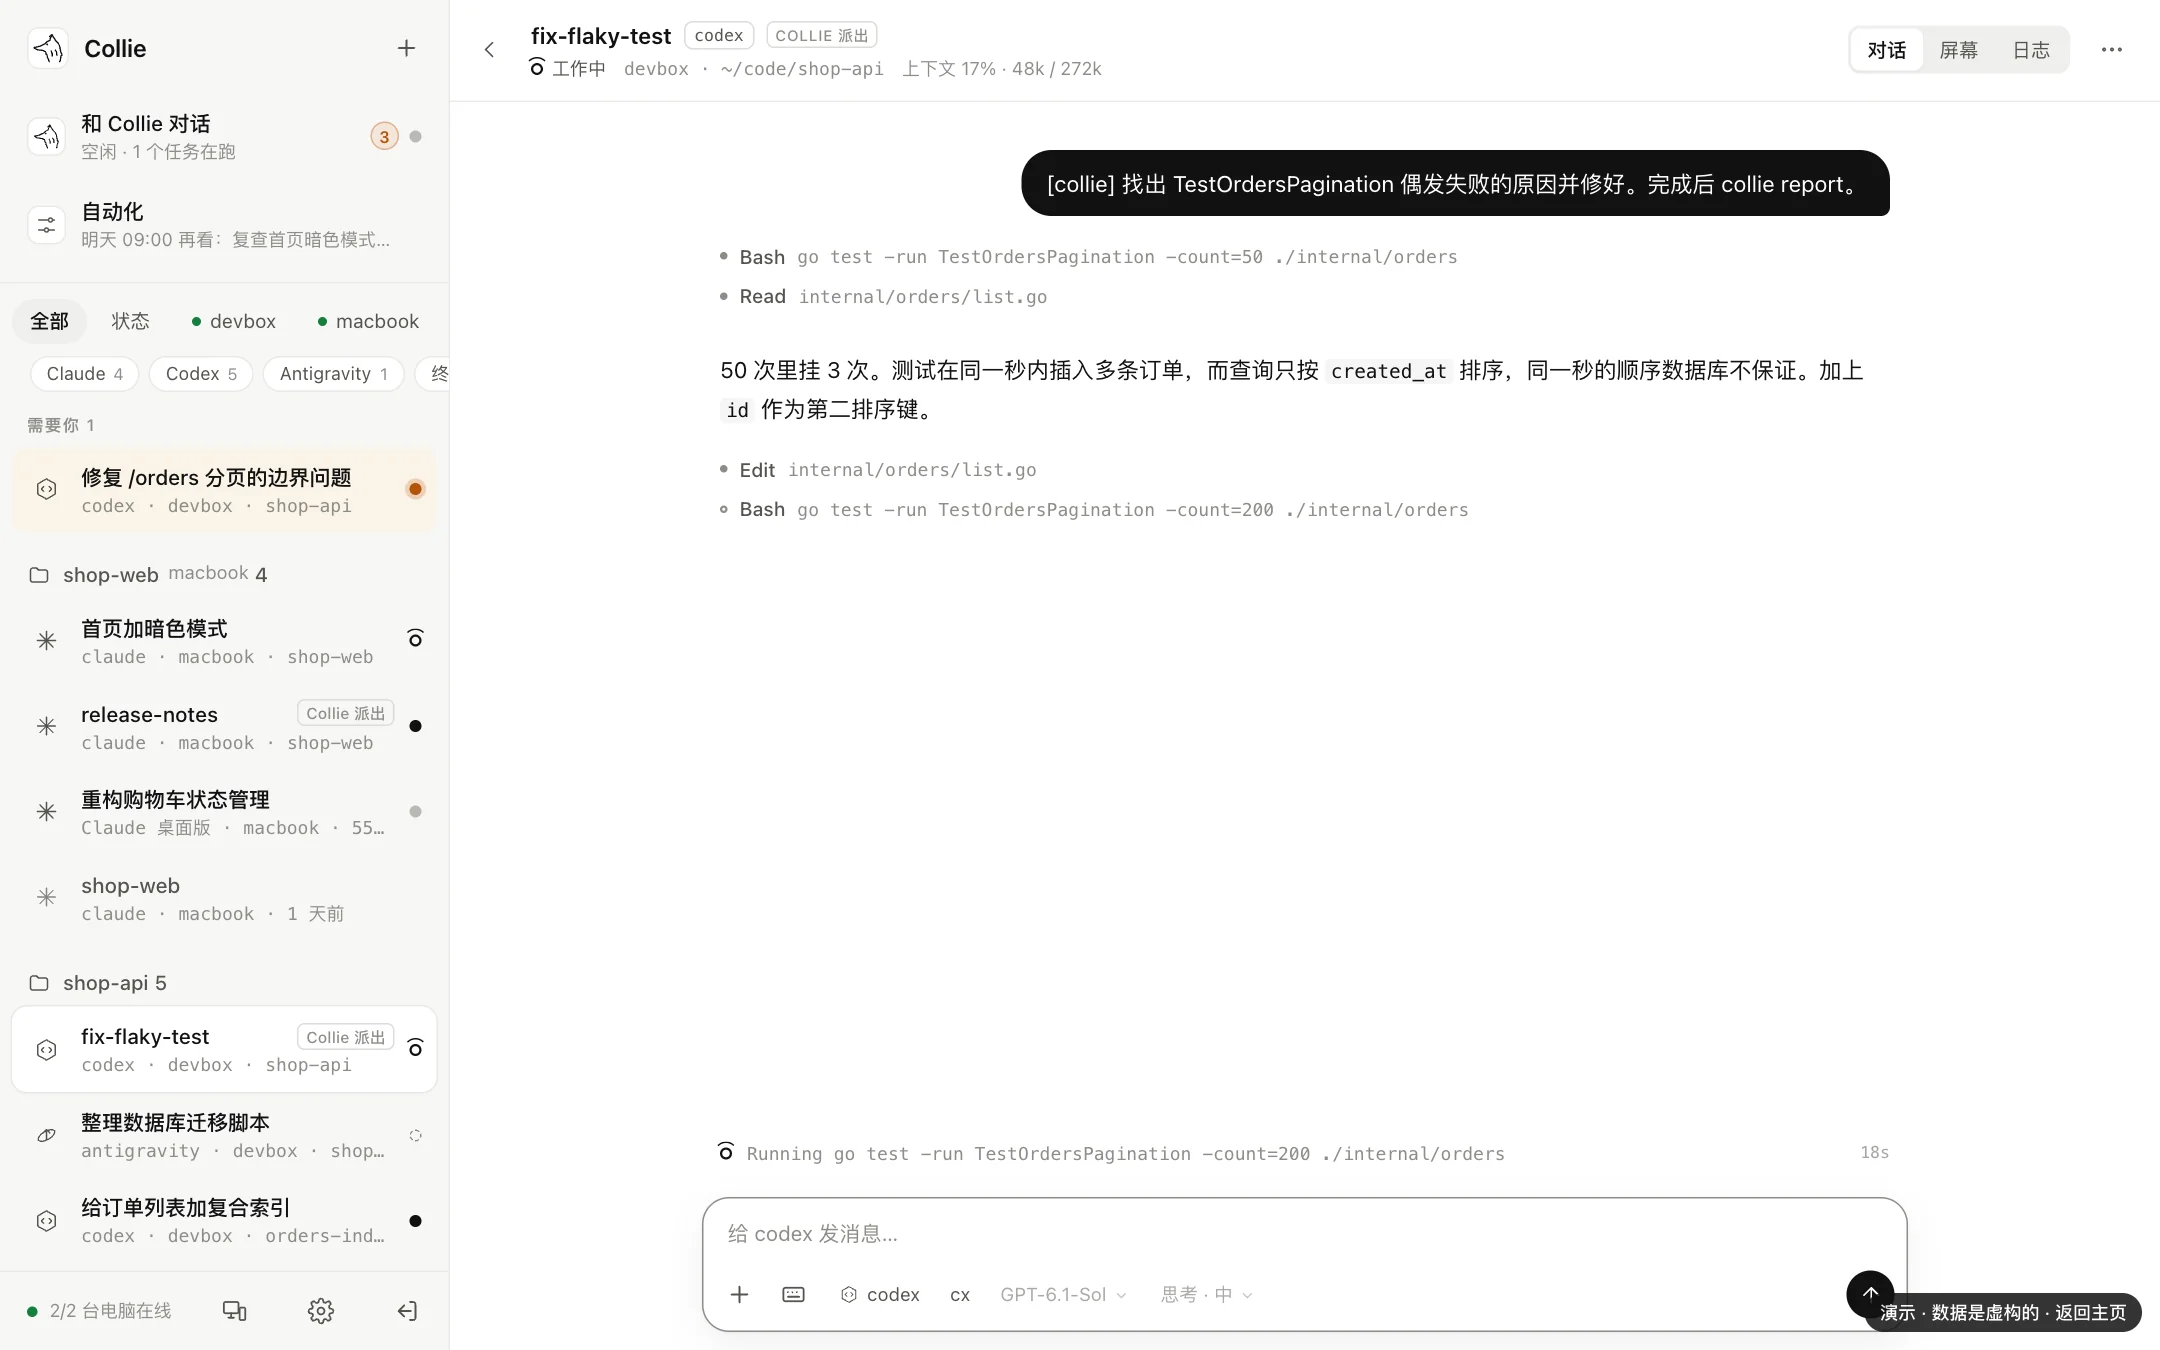 Collie
和 Collie 对话
空闲 · 1 个任务在跑
3
自动化
明天 09:00 再看：复查首页暗色模式…
全部 状态 devbox macbook
Claude 4 Codex 5 Antigravity 1 终
需要你 1
修复 /orders 分页的边界问题
codex · devbox · shop-api
shop-web macbook 4
首页加暗色模式
claude · macbook · shop-web
release-notes Collie 派出
claude · macbook · shop-web
重构购物车状态管理
Claude 桌面版 · macbook · 55…
shop-web
claude · macbook · 1 天前
shop-api 5
fix-flaky-test Collie 派出
codex · devbox · shop-api
整理数据库迁移脚本
antigravity · devbox · shop…
给订单列表加复合索引
codex · devbox · orders-ind…
2/2 台电脑在线
fix-flaky-test codex COLLIE 派出
工作中 devbox · ~/code/shop-api 上下文 17% · 48k / 272k
对话 屏幕 日志
[collie] 找出 TestOrdersPagination 偶发失败的原因并修好。完成后 collie report。
Bash go test -run TestOrdersPagination -count=50 ./internal/orders
Read internal/orders/list.go
50 次里挂 3 次。测试在同一秒内插入多条订单，而查询只按 created_at 排序，同一秒的顺序数据库不保证。加上
id 作为第二排序键。
Edit internal/orders/list.go
Bash go test -run TestOrdersPagination -count=200 ./internal/orders
Running go test -run TestOrdersPagination -count=200 ./internal/orders 18s
给 codex 发消息…
codex cx GPT-6.1-Sol 思考 · 中
演示 · 数据是虚构的 · 返回主页